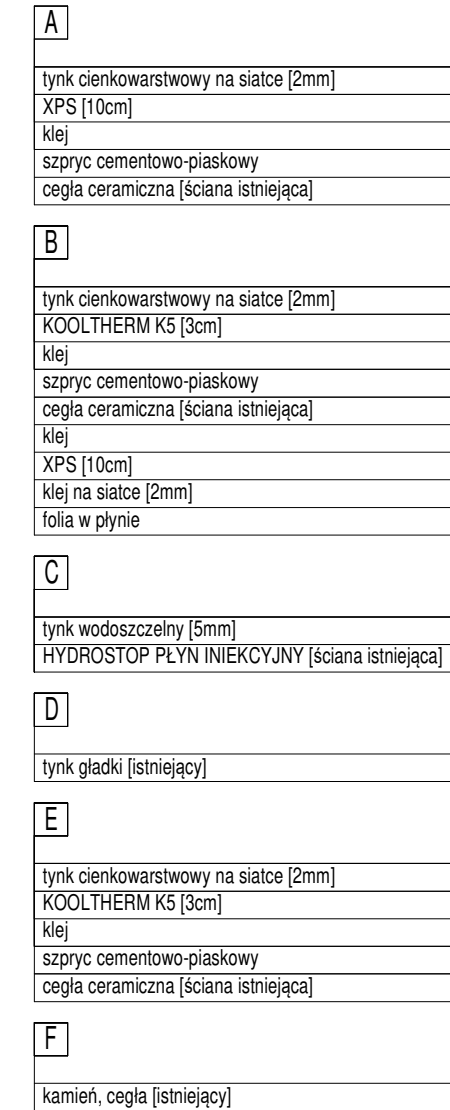 A
tynk cienkowarstwowy na siatce [2mm]
XPS [10cm]
klej
szpryc cementowo-piaskowy
cegła ceramiczna [ściana istniejąca]
B
tynk cienkowarstwowy na siatce [2mm]
KOOLTHERM K5 [3cm]
klej
szpryc cementowo-piaskowy
cegła ceramiczna [ściana istniejąca]
klej
XPS [10cm]
klej na siatce [2mm]
folia w płynie
C
tynk wodoszczelny [5mm]
HYDROSTOP PŁYN INIEKCYJNY [ściana istniejąca]
D
tynk gładki [istniejący]
E
tynk cienkowarstwowy na siatce [2mm]
KOOLTHERM K5 [3cm]
klej
szpryc cementowo-piaskowy
cegła ceramiczna [ściana istniejąca]
F
kamień, cegła [istniejący]